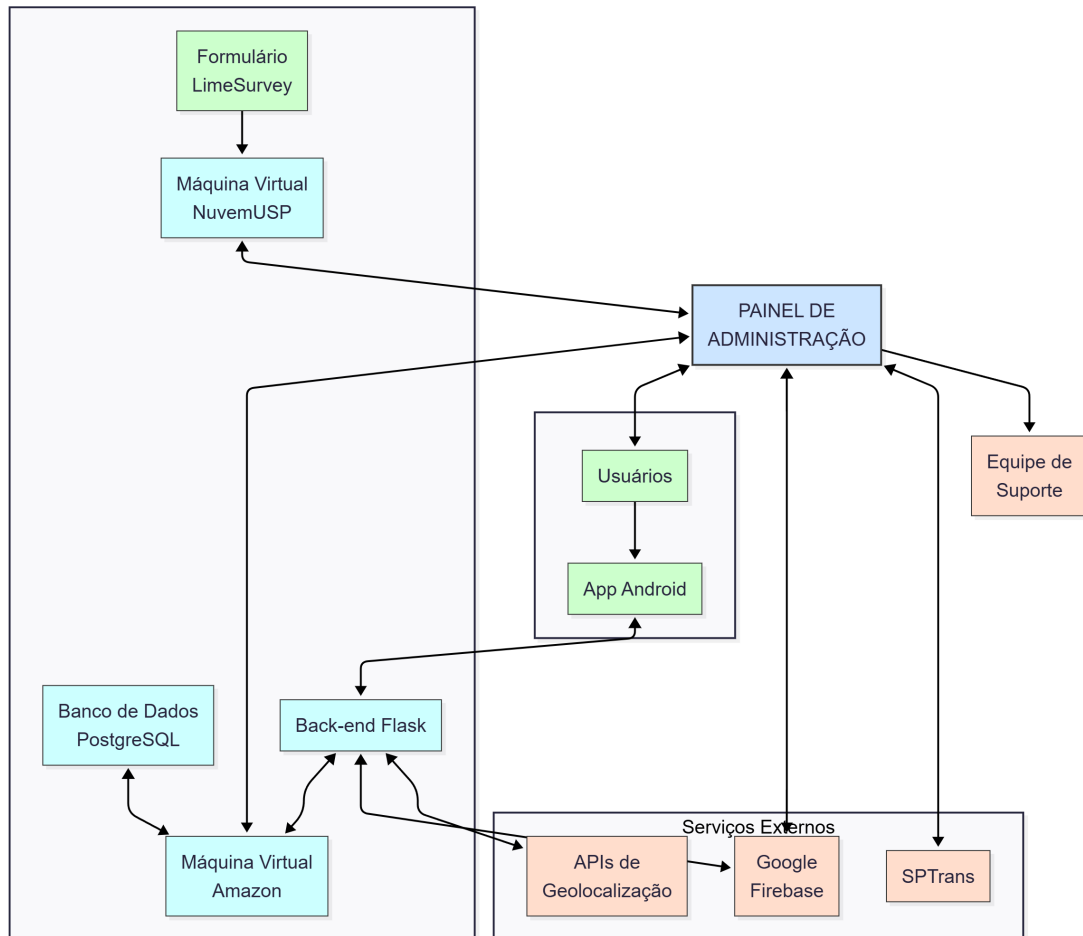 Formulário
LimeSurvey
Máquina Virtual
NuvemUSP
PAINEL DE
ADMINISTRAÇÃO
Equipe de
Suporte
Usuários
App Android
Banco de Dados
PostgreSQL
Back-end Flask
Serviços Externos
Máquina Virtual
Amazon
APIs de
Geolocalização
Google
Firebase
SPTrans